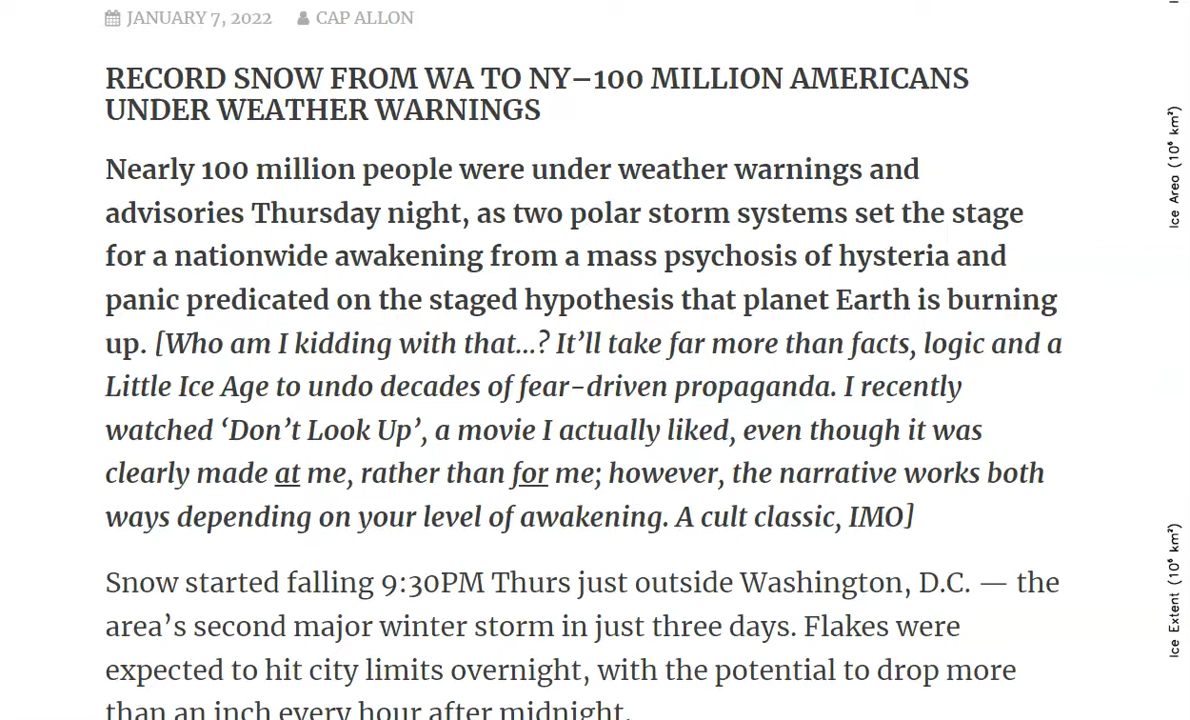 JANUARY 7, 2022 CAP ALLON
RECORD SNOW FROM WA TO NY–100 MILLION AMERICANS
UNDER WEATHER WARNINGS
Nearly 100 million people were under weather warnings and
advisories Thursday night, as two polar storm systems set the stage
for a nationwide awakening from a mass psychosis of hysteria and
panic predicated on the staged hypothesis that planet Earth is burning
up. [Who am I kidding with that…? It’ll take far more than facts, logic and a
Little Ice Age to undo decades of fear-driven propaganda. I recently
watched ‘Don’t Look Up’, a movie I actually liked, even though it was
clearly made at me, rather than for me; however, the narrative works both
ways depending on your level of awakening. A cult classic, IMO]
Snow started falling 9:30PM Thurs just outside Washington, D.C. — the
area’s second major winter storm in just three days. Flakes were
expected to hit city limits overnight, with the potential to drop more
than an inch every hour after midnight.
Ice Area (10⁶ km²)
Ice Extent (10⁶ km²)